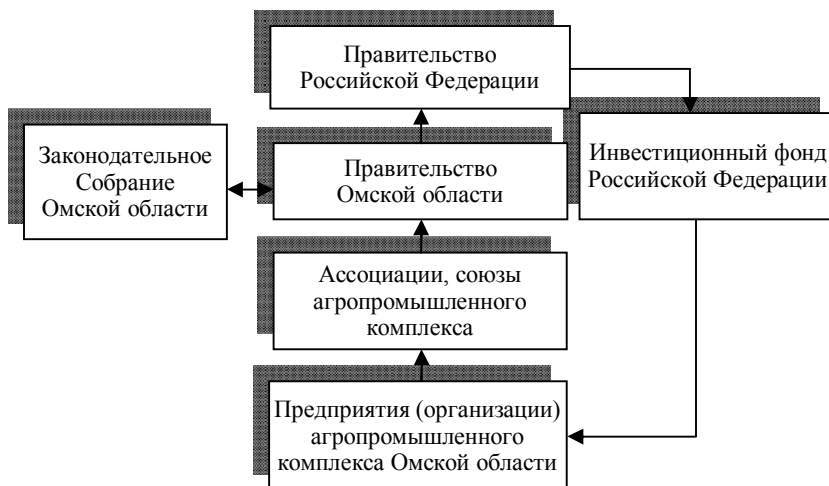 Правительство
Российской Федерации
Законодательное
Собрание
Омской области
Правительство
Омской области
Инвестиционный фонд
Российской Федерации
Ассоциации, союзы
агропромышленного
комплекса
Предприятия (организации)
агропромышленного
комплекса Омской области